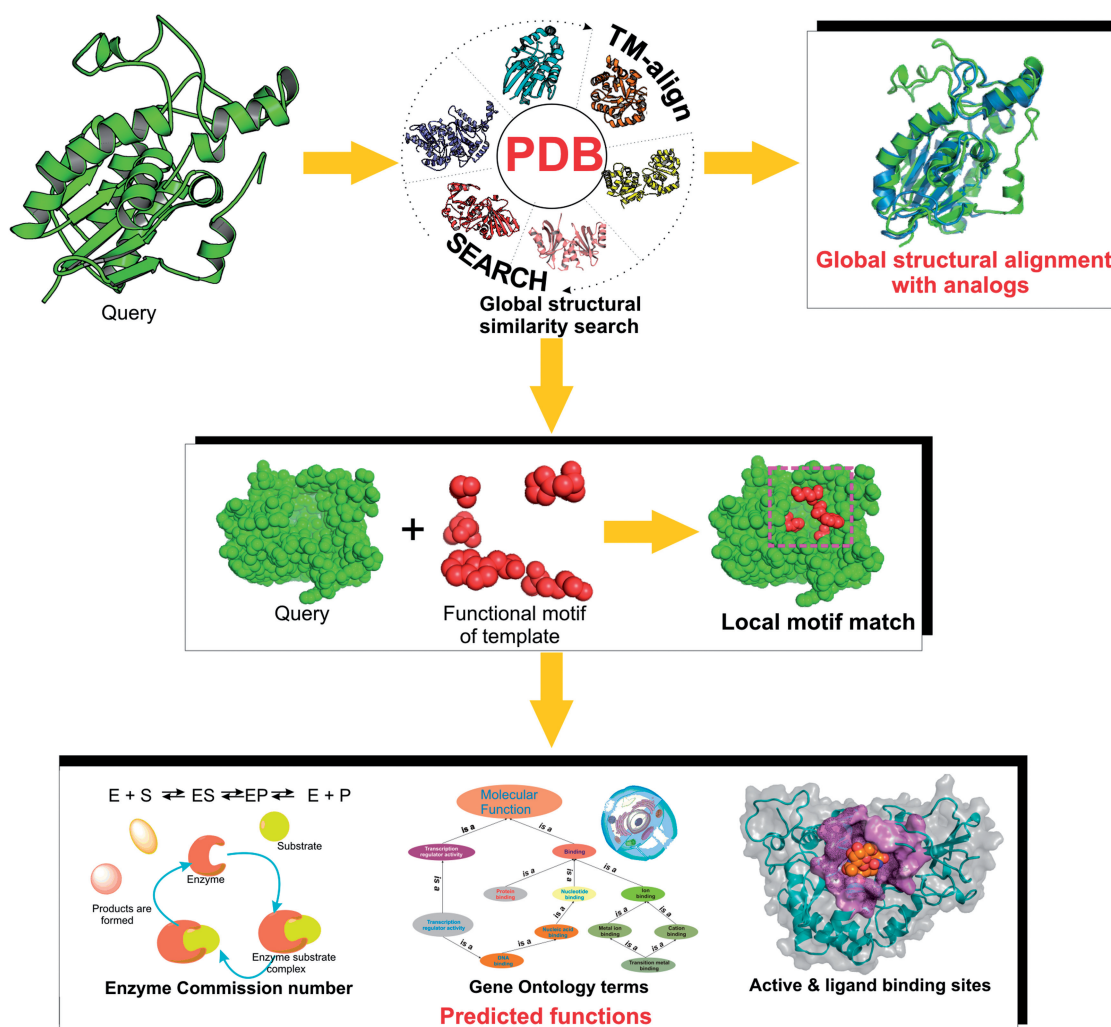 Query
TM-align
PDB
SEARCH
Global structural
similarity search
Global structural alignment
with analogs
Query
+
Functional motif
of template
Local motif match
E + S ⇌ ES ⇌EP⇌ E + P
Substrate
Enzyme
Products are
formed
Enzyme substrate
complex
Enzyme Commission number
Molecular
Function
is a
is a
Transcription
regulator activity
Binding
is a
is a
is a
is a
Protein
binding
Nucleotide
binding
Ion
binding
is a
is a
is a
Transcription
regulator activity
Nucleic acid
binding
Metal ion
binding
Cation
binding
is a
is a
is a
is a
DNA
binding
Transition metal
binding
Gene Ontology terms
Active & ligand binding sites
Predicted functions